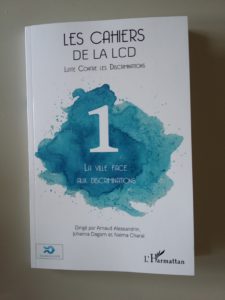 LES CAHIERS
DE LA LCD
LUTTE CONTRE LES DISCRIMINATIONS
1
LA VILLE FACE
AUX DISCRIMINATIONS
Dirigé par Arnaud Alessandrin,
Johanna Dagorn et Naïma Charaï
L'Harmattan